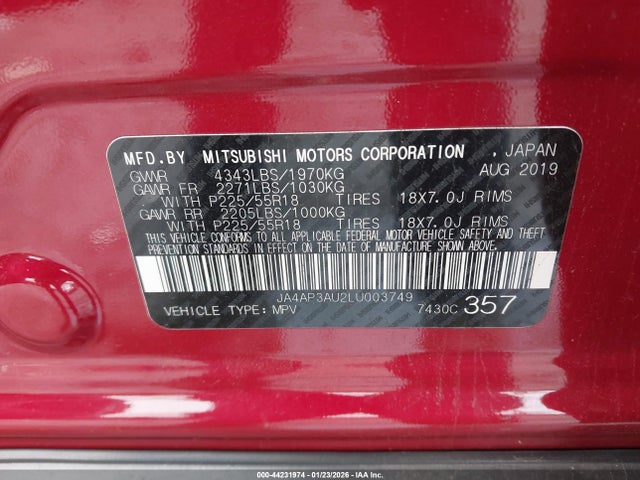 MFD.BY MITSUBISHI MOTORS CORPORATION , JAPAN
GVWR 4343LBS/1970KG AUG 2019
GAWR FR 2271LBS/1030KG
WITH P225/55R18 TIRES 18X7.0J RIMS
GAWR RR 2205LBS/1000KG
WITH P225/55R18 TIRES 18X7.0J RIMS
THIS VEHICLE CONFORMS TO ALL APPLICABLE FEDERAL MOTOR VEHICLE SAFETY AND THEFT
PREVENTION STANDARDS IN EFFECT ON THE DATE OF MANUFACTURE SHOWN ABOVE.
JA4AP3AU2LU003749
VEHICLE TYPE: MPV 7430C 357
000-44231974 - 01/23/2026 - IAA Inc.